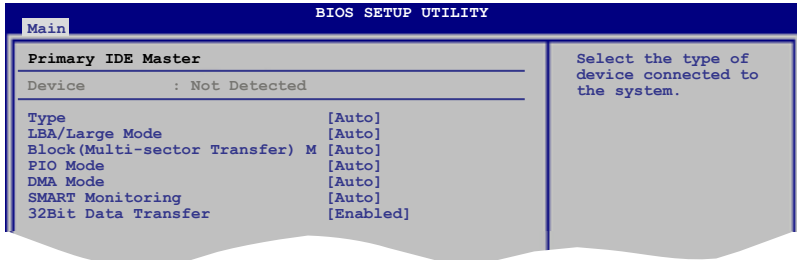 BIOS SETUP UTILITY
Main
Primary IDE Master
Device : Not Detected
Type [Auto]
LBA/Large Mode [Auto]
Block(Multi-sector Transfer) M [Auto]
PIO Mode [Auto]
DMA Mode [Auto]
SMART Monitoring [Auto]
32Bit Data Transfer [Enabled]
Select the type of
device connected to
the system.